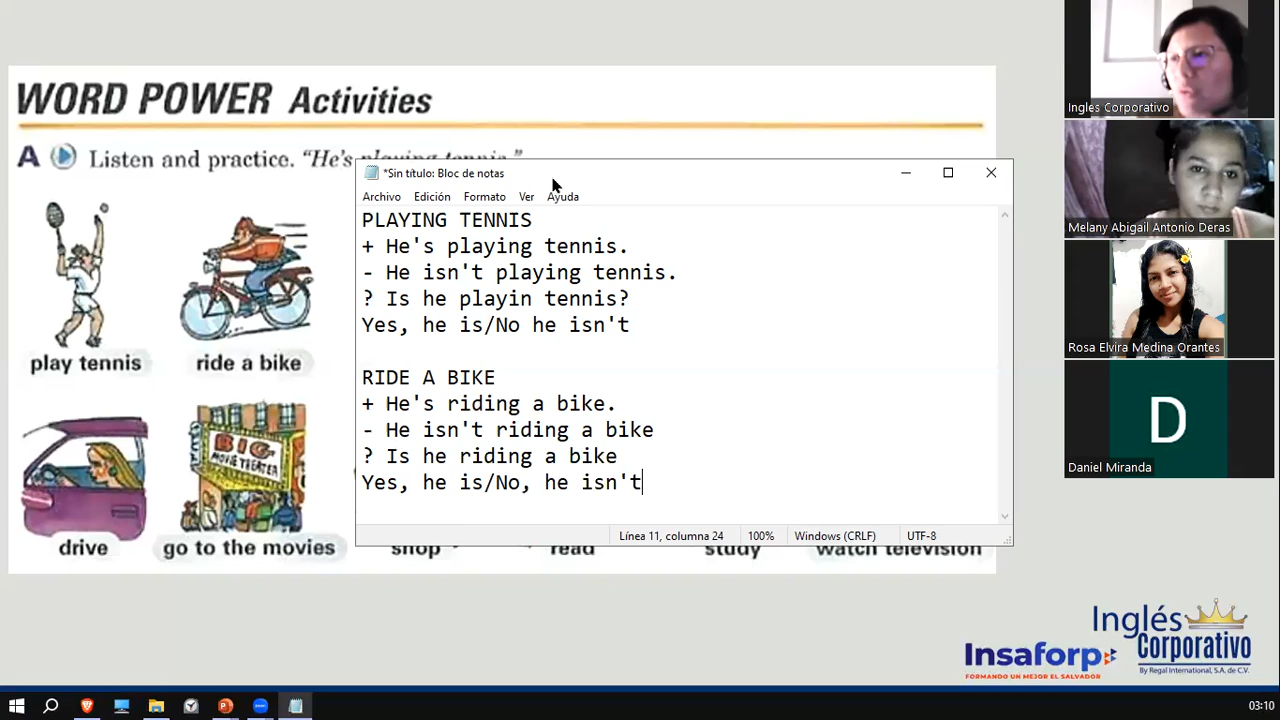 WORD POWER Activities
A Listen and practice. "He's playing tennis."
play tennis
ride a bike
drive
go to the movies
shop
read
study
watch television
*Sin título: Bloc de notas
Archivo Edición Formato Ver Ayuda
PLAYING TENNIS
+ He's playing tennis.
- He isn't playing tennis.
? Is he playin tennis?
Yes, he is/No he isn't
RIDE A BIKE
+ He's riding a bike.
- He isn't riding a bike
? Is he riding a bike
Yes, he is/No, he isn't
Línea 11, columna 24 100% Windows (CRLF) UTF-8
BIG
MOVIE THEATER
Ingles Corporativo
Melany Abigail Antonio Deras
Rosa Elvira Medina Orantes
D
Daniel Miranda
Insaforp
FORMANDO UN MEJOR EL SALVADOR
Inglés
Corporativo
By Regal International, S.A. de C.V.
03:10